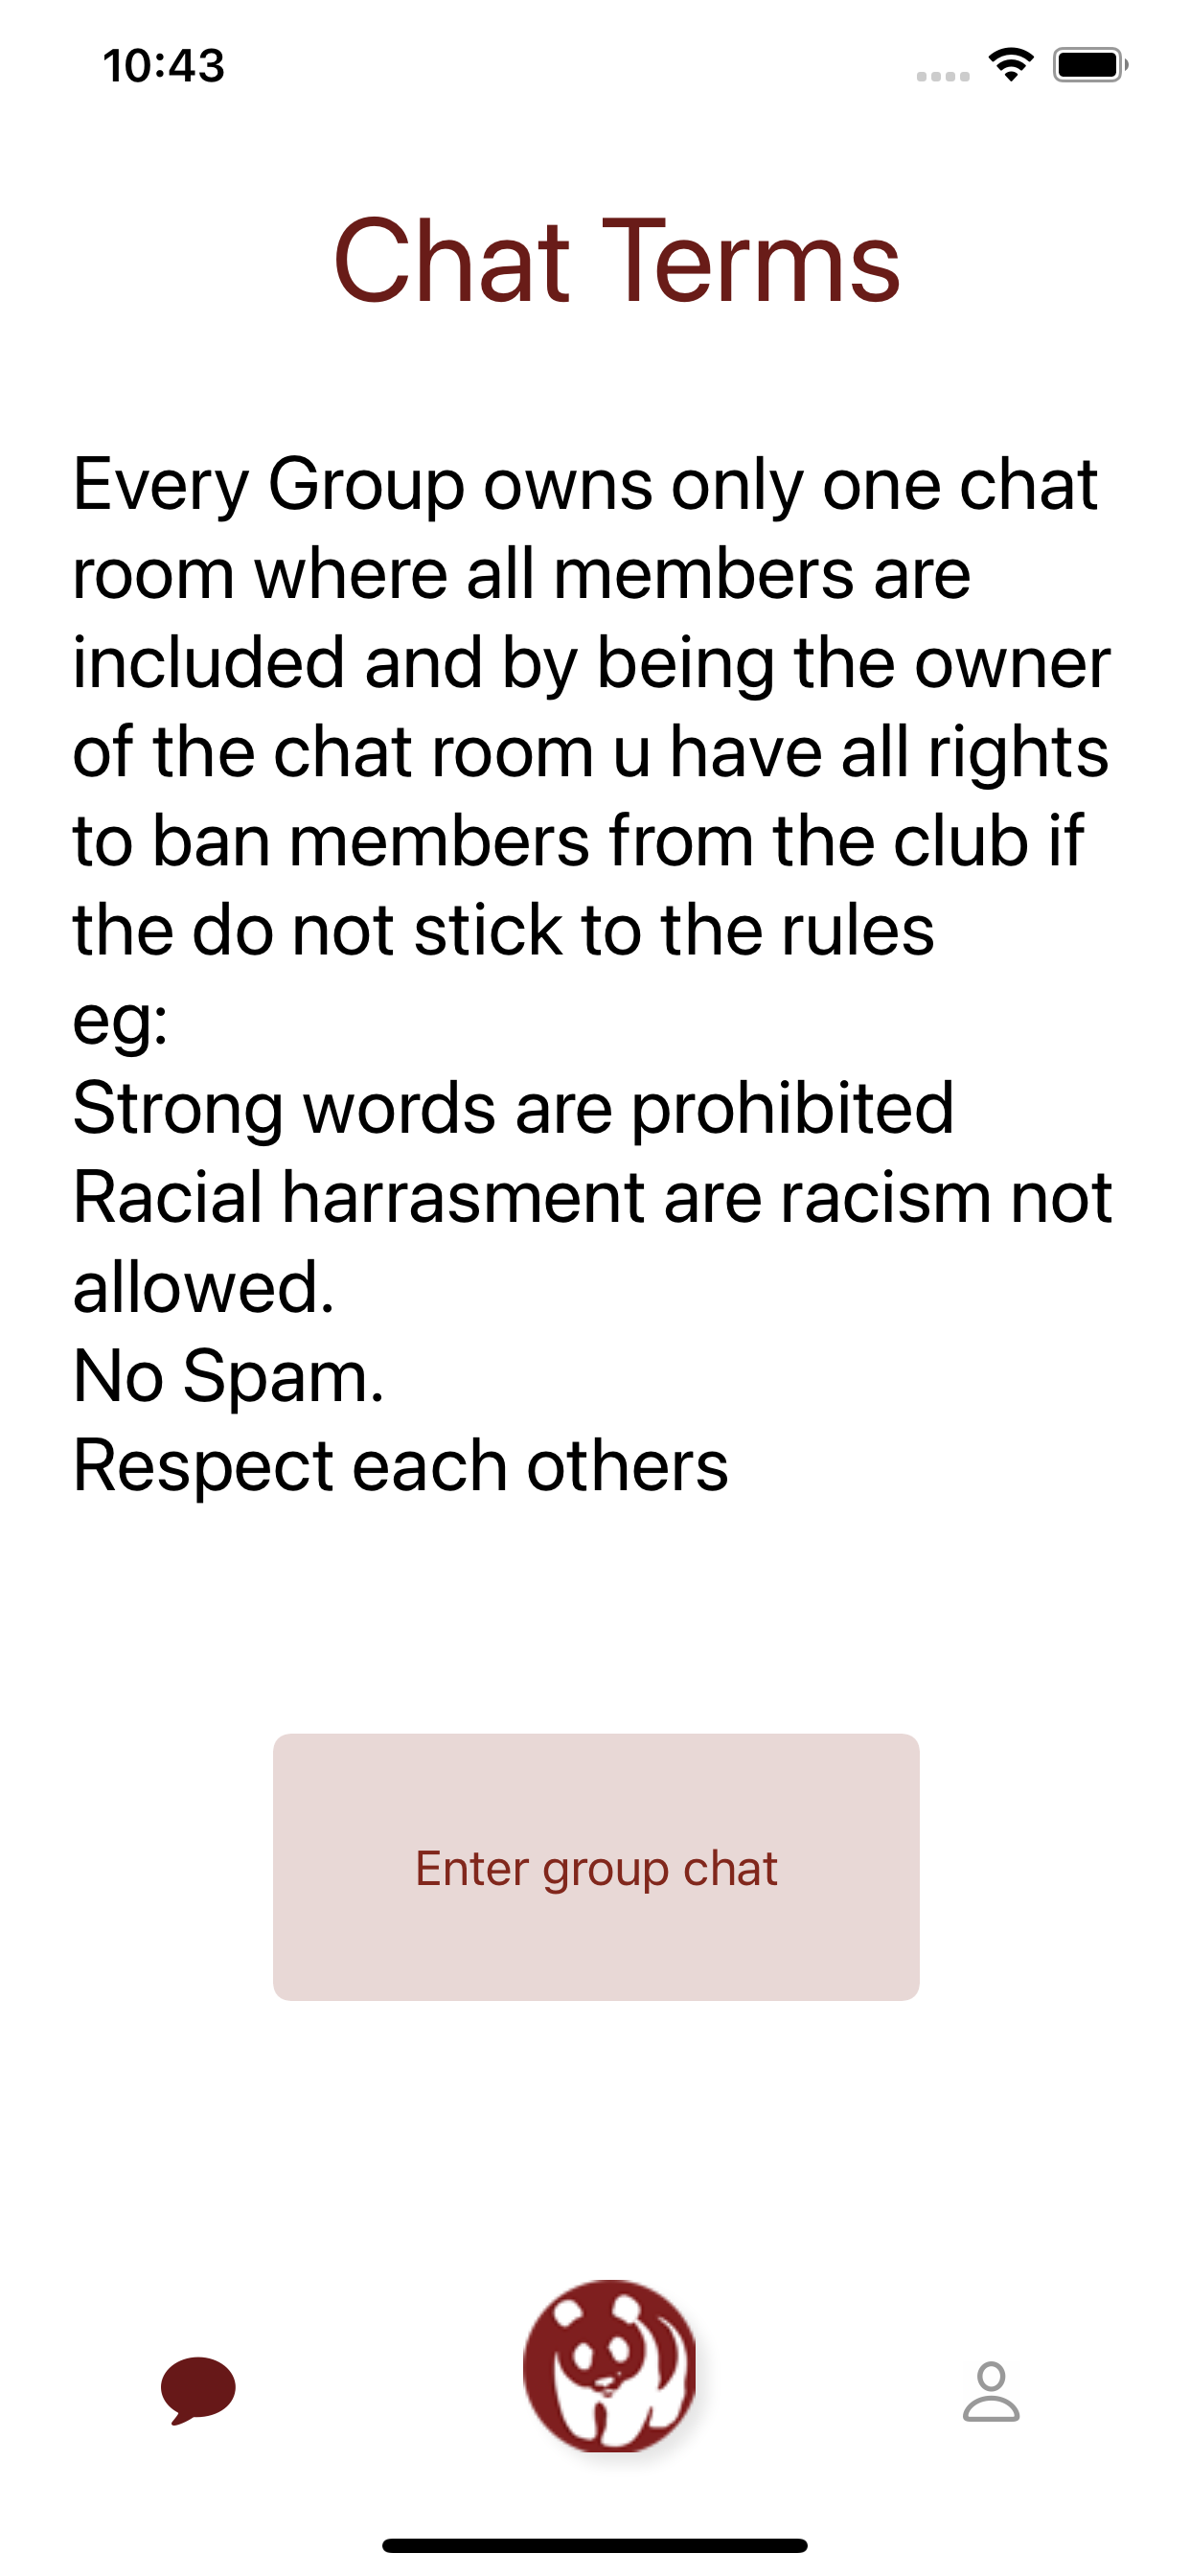 10:43
Chat Terms
Every Group owns only one chat
room where all members are
included and by being the owner
of the chat room u have all rights
to ban members from the club if
the do not stick to the rules
eg:
Strong words are prohibited
Racial harrasment are racism not
allowed.
No Spam.
Respect each others
Enter group chat